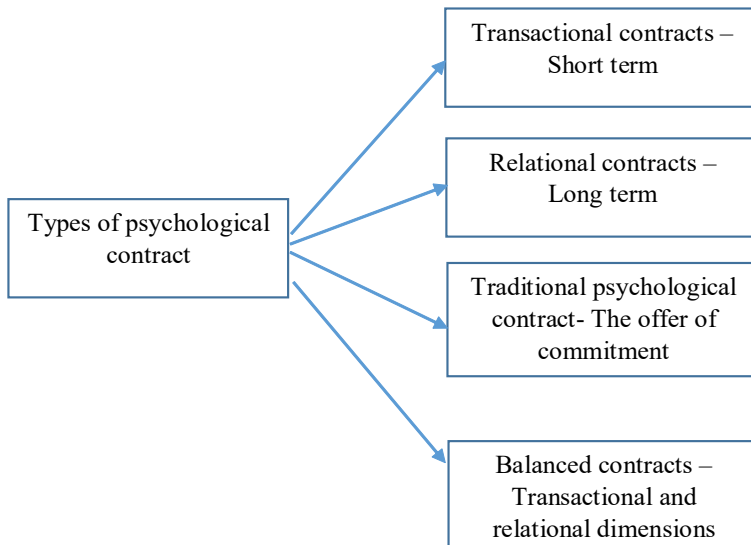 Transactional contracts –
Short term
Relational contracts –
Long term
Types of psychological
contract
Traditional psychological
contract- The offer of
commitment
Balanced contracts –
Transactional and
relational dimensions